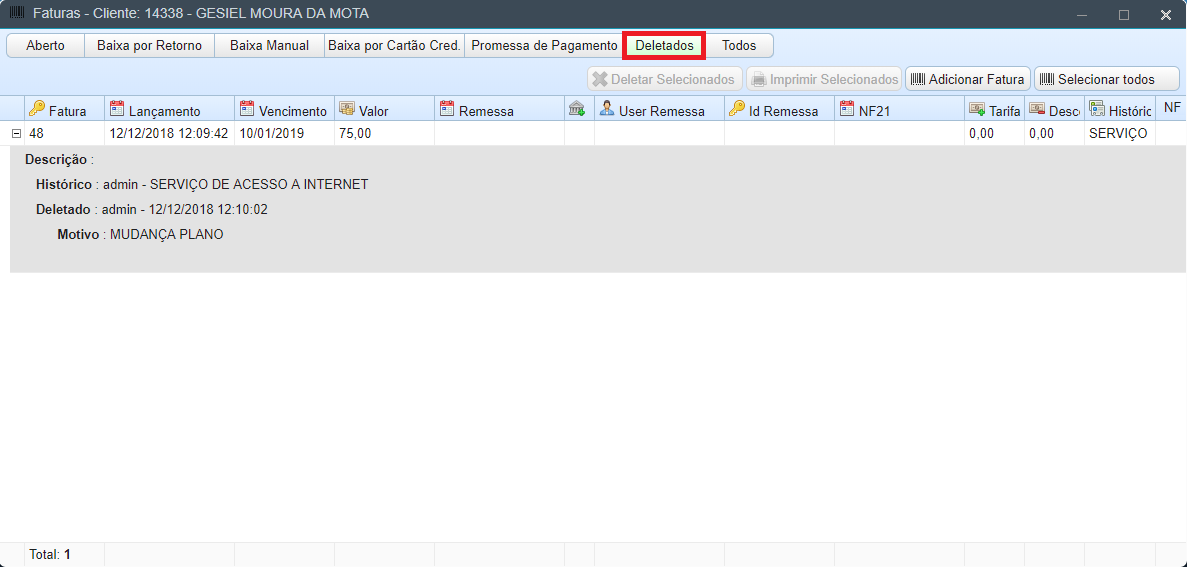 Faturas - Cliente: 14338 - GESIEL MOURA DA MOTA
Aberto Baixa por Retorno Baixa Manual Baixa por Cartão Cred. Promessa de Pagamento Deletados Todos
Deletar Selecionados Imprimir Selecionados Adicionar Fatura Selecionar todos
Fatura Lançamento Vencimento Valor Remessa User Remessa Id Remessa NF21 Tarifa Desc Históric NF
48 12/12/2018 12:09:42 10/01/2019 75,00 0,00 0,00 SERVIÇO
Descrição :
Histórico : admin - SERVIÇO DE ACESSO A INTERNET
Deletado : admin - 12/12/2018 12:10:02
Motivo : MUDANÇA PLANO
Total: 1